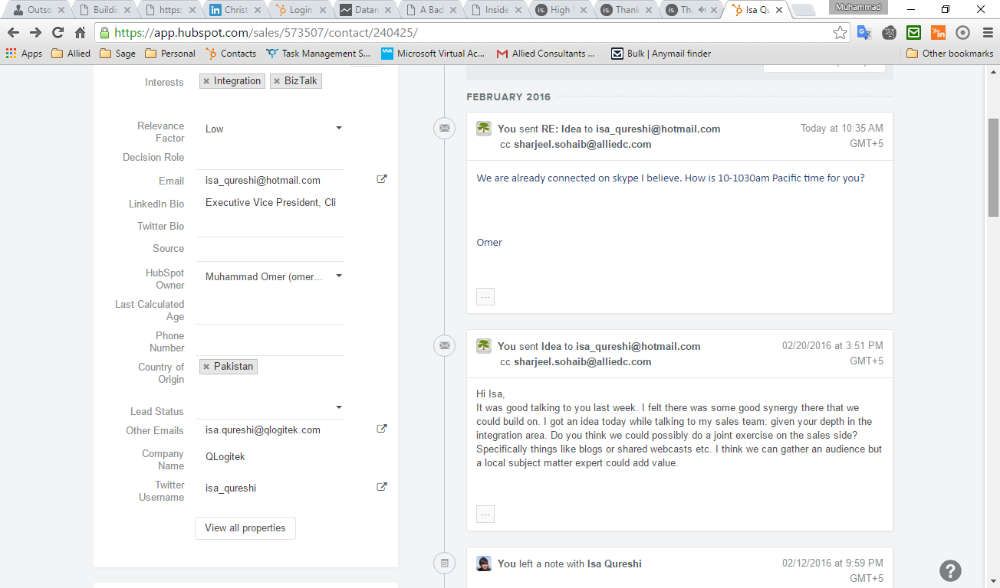 Outso
Buildin
https:
Christ
Login
Datan
A Bad
Inside
High V
Thank
Th
Isa Qu
Muhammad
https://app.hubspot.com/sales/573507/contact/240425/
Apps
Allied
Sage
Personal
Contacts
Task Management S...
Microsoft Virtual Ac...
Allied Consultants ...
Bulk | Anymail finder
Other bookmarks
Interests
Integration
BizTalk
Relevance
Factor
Low
Decision Role
Email
isa_qureshi@hotmail.com
LinkedIn Bio
Executive Vice President, Cli
Twitter Bio
Source
HubSpot
Owner
Muhammad Omer (omer...
Last Calculated
Age
Phone
Number
Country of
Origin
Pakistan
Lead Status
Other Emails
isa.qureshi@qlogitek.com
Company
Name
QLogitek
Twitter
Username
isa_qureshi
View all properties
FEBRUARY 2016
You sent RE: Idea to isa_qureshi@hotmail.com
cc sharjeel.sohaib@alliedc.com
Today at 10:35 AM
GMT+5
We are already connected on skype I believe. How is 10-1030am Pacific time for you?
Omer
...
You sent Idea to isa_qureshi@hotmail.com
cc sharjeel.sohaib@alliedc.com
02/20/2016 at 3:51 PM
GMT+5
Hi Isa,
It was good talking to you last week. I felt there was some good synergy there that we
could build on. I got an idea today while talking to my sales team: given your depth in the
integration area. Do you think we could possibly do a joint exercise on the sales side?
Specifically things like blogs or shared webcasts etc. I think we can gather an audience but
a local subject matter expert could add value.
...
You left a note with Isa Qureshi
02/12/2016 at 9:59 PM
GMT+5
?